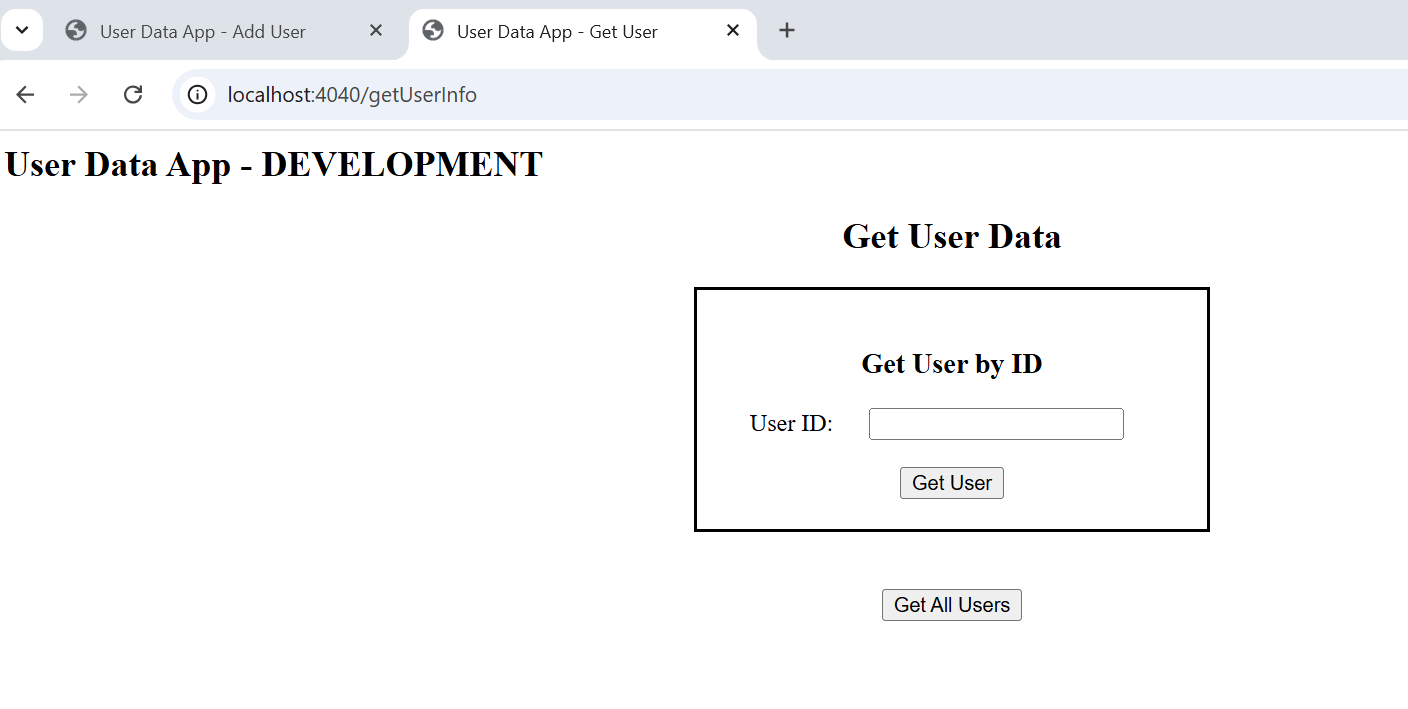 User Data App - Add User
User Data App - Get User
localhost:4040/getUserInfo
User Data App - DEVELOPMENT
Get User Data
Get User by ID
User ID:
Get User
Get All Users